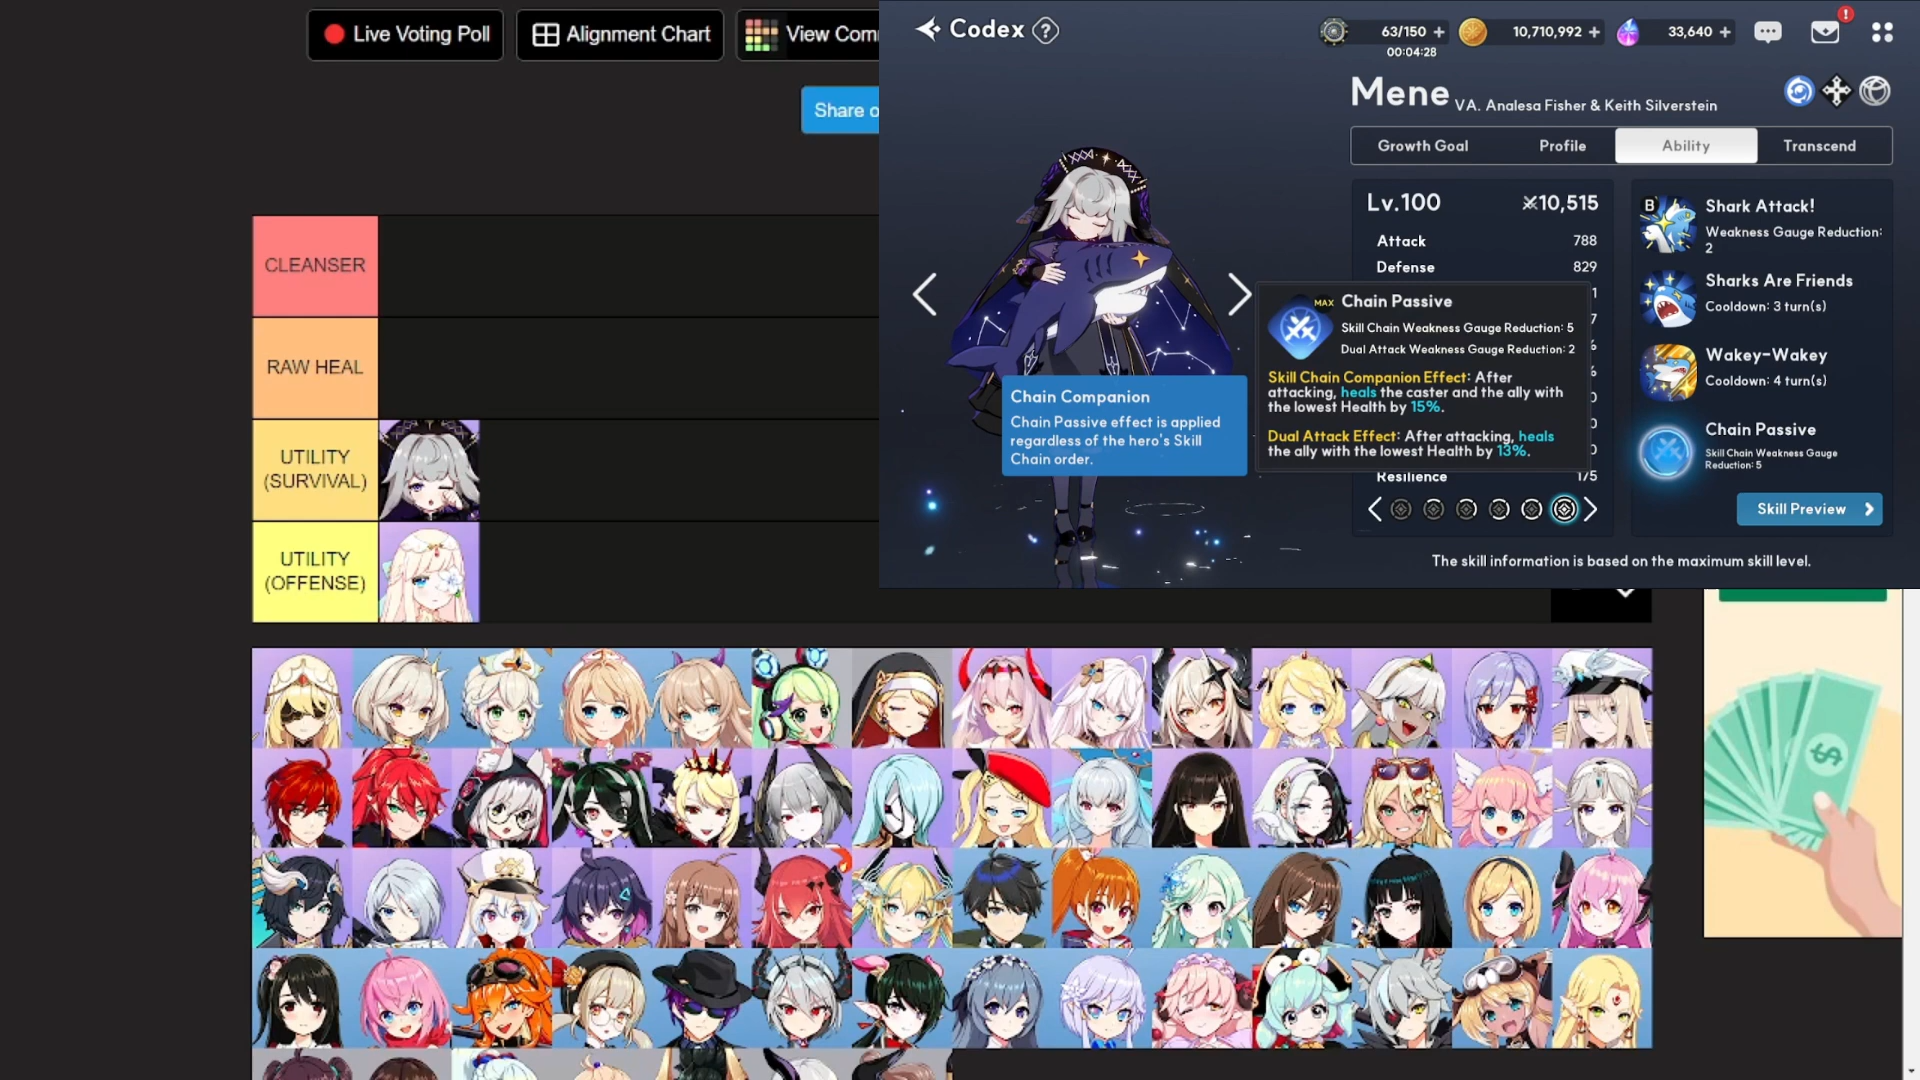 Live Voting Poll
Alignment Chart
View Com
Share o
CLEANSER
RAW HEAL
UTILITY
(SURVIVAL)
UTILITY
(OFFENSE)
Codex ?
63/150 +
00:04:28
10,710,992 +
33,640 +
Mene VA. Analesa Fisher & Keith Silverstein
Growth Goal
Profile
Ability
Transcend
Lv.100
10,515
Attack 788
Defense 829
Resilience 175
MAX Chain Passive
Skill Chain Weakness Gauge Reduction: 5
Dual Attack Weakness Gauge Reduction: 2
Skill Chain Companion Effect: After
attacking, heals the caster and the ally with
the lowest Health by 15%.
Dual Attack Effect: After attacking, heals
the ally with the lowest Health by 13%.
Chain Companion
Chain Passive effect is applied
regardless of the hero's Skill
Chain order.
B
Shark Attack!
Weakness Gauge Reduction:
2
Sharks Are Friends
Cooldown: 3 turn(s)
Wakey-Wakey
Cooldown: 4 turn(s)
Chain Passive
Skill Chain Weakness Gauge
Reduction: 5
Skill Preview
The skill information is based on the maximum skill level.